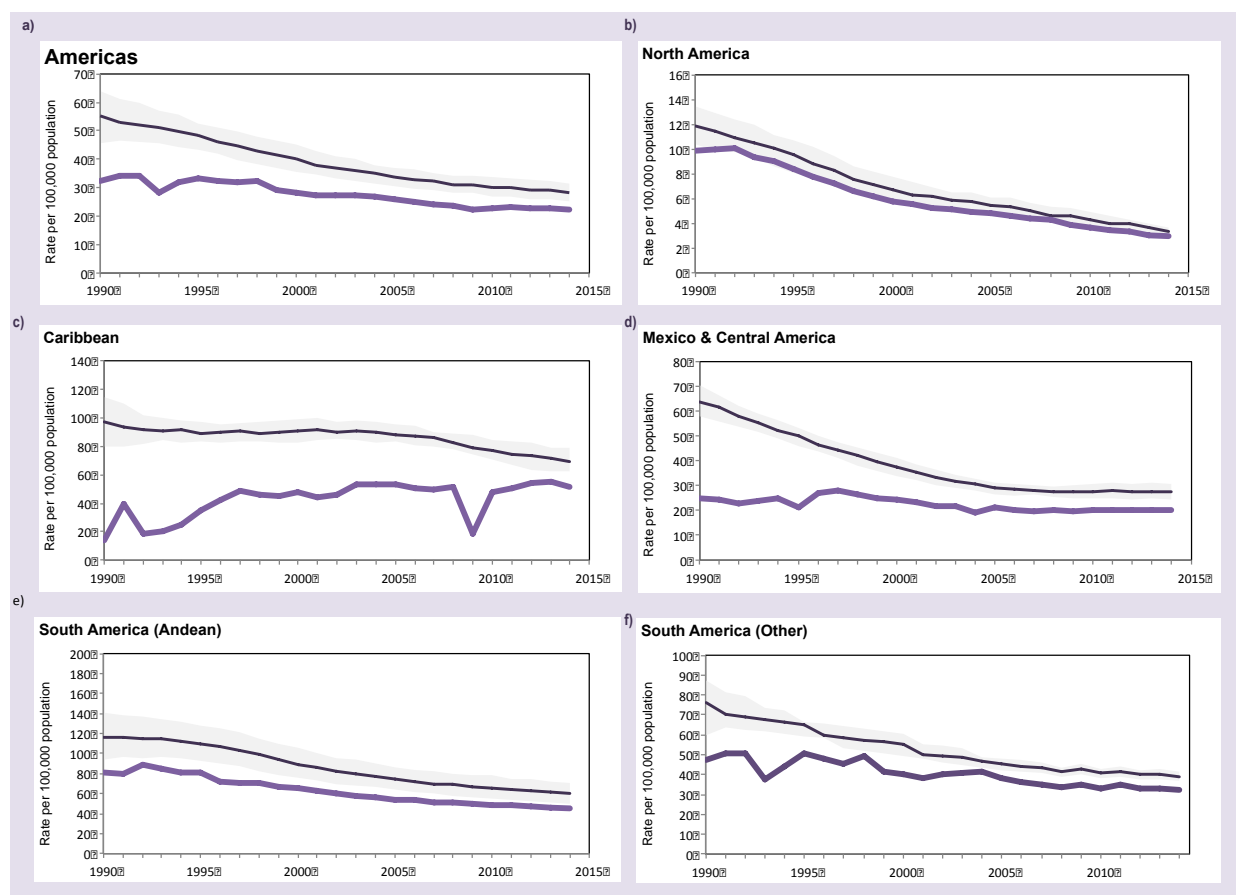 a)
Americas
Rate per 100,000 population
70
60
50
40
30
20
10
0
1990 1995 2000 2005 2010 2015
b)
North America
Rate per 100,000 population
16
14
12
10
8
6
4
2
0
1990 1995 2000 2005 2010 2015
c)
Caribbean
Rate per 100,000 population
140
120
100
80
60
40
20
0
1990 1995 2000 2005 2010 2015
d)
Mexico & Central America
Rate per 100,000 population
80
70
60
50
40
30
20
10
0
1990 1995 2000 2005 2010 2015
e)
South America (Andean)
Rate per 100,000 population
200
180
160
140
120
100
80
60
40
20
0
1990 1995 2000 2005 2010 2015
f)
South America (Other)
Rate per 100,000 population
100
90
80
70
60
50
40
30
20
10
0
1990 1995 2000 2005 2010